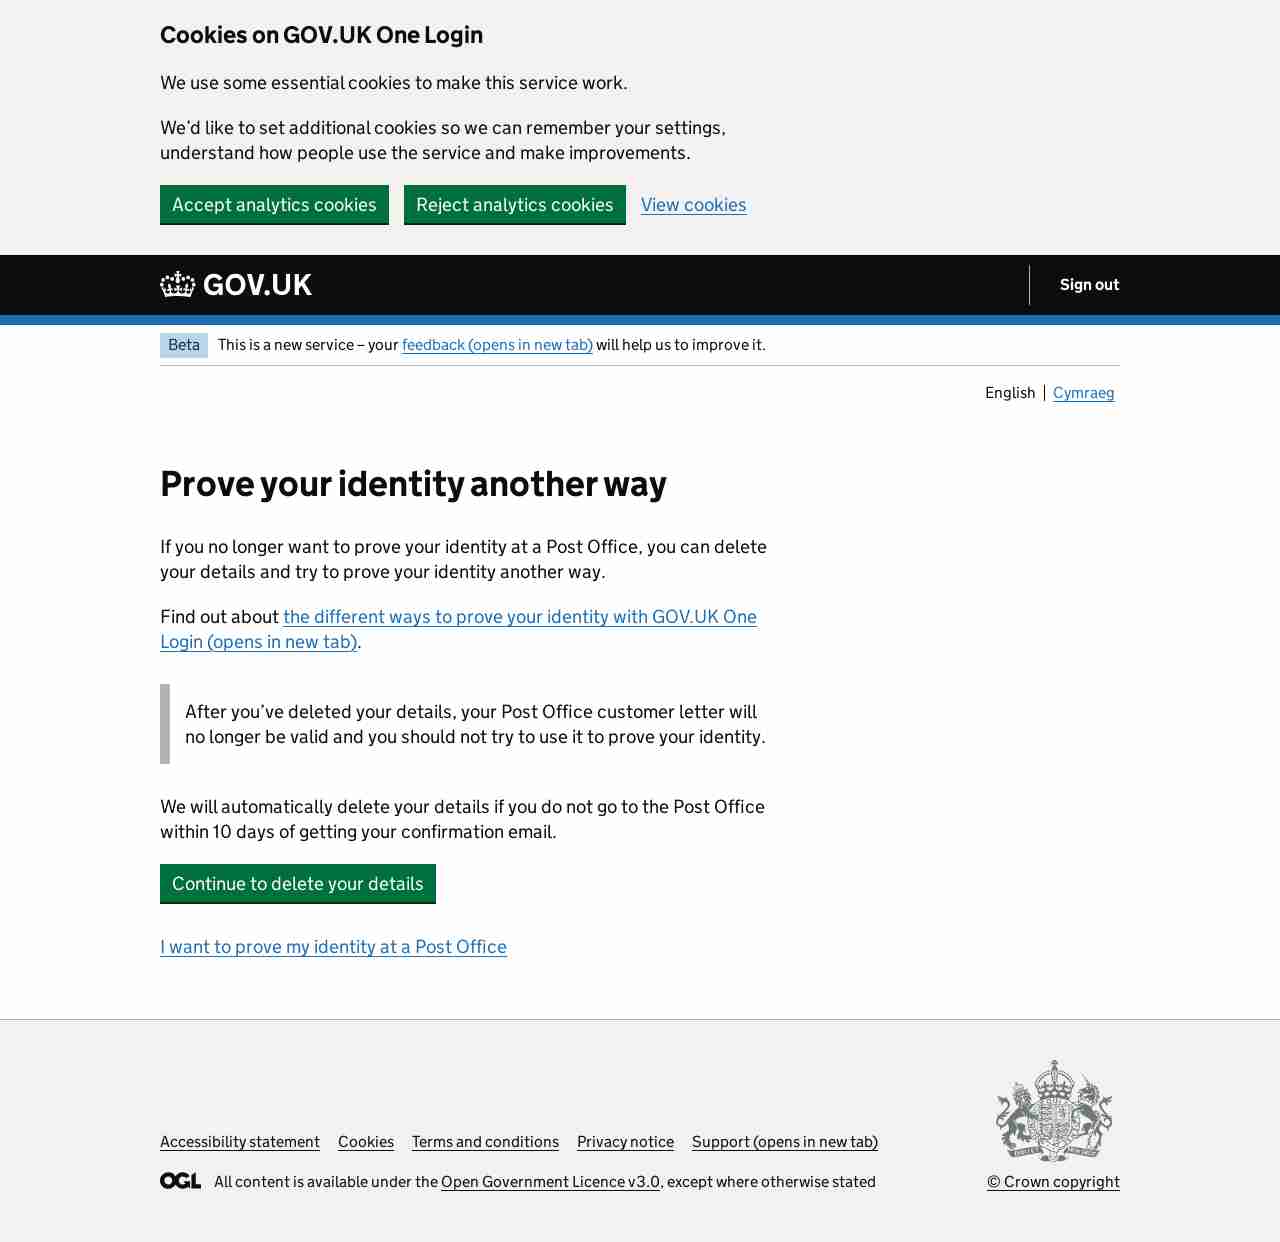 Cookies on GOV.UK One Login
We use some essential cookies to make this service work.
We’d like to set additional cookies so we can remember your settings,
understand how people use the service and make improvements.
Accept analytics cookies
Reject analytics cookies
View cookies
GOV.UK
Sign out
Beta
This is a new service – your feedback (opens in new tab) will help us to improve it.
English
Cymraeg
Prove your identity another way
If you no longer want to prove your identity at a Post Office, you can delete
your details and try to prove your identity another way.
Find out about the different ways to prove your identity with GOV.UK One
Login (opens in new tab).
After you’ve deleted your details, your Post Office customer letter will
no longer be valid and you should not try to use it to prove your identity.
We will automatically delete your details if you do not go to the Post Office
within 10 days of getting your confirmation email.
Continue to delete your details
I want to prove my identity at a Post Office
Accessibility statement
Cookies
Terms and conditions
Privacy notice
Support (opens in new tab)
OGL
All content is available under the Open Government Licence v3.0, except where otherwise stated
© Crown copyright